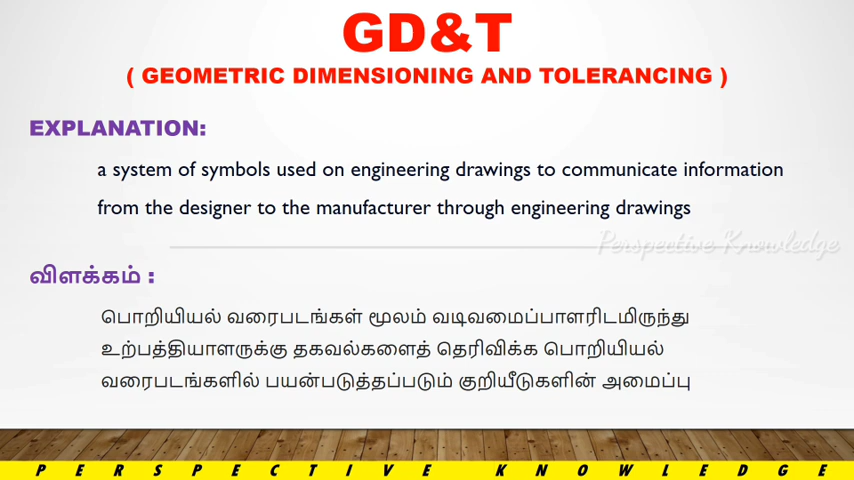 GD&T
( GEOMETRIC DIMENSIONING AND TOLERANCING )
EXPLANATION:
a system of symbols used on engineering drawings to communicate information
from the designer to the manufacturer through engineering drawings
Perspective Knowledge
விளக்கம் :
பொறியியல் வரைபடங்கள் மூலம் வடிவமைப்பாளரிடமிருந்து
உற்பத்தியாளருக்கு தகவல்களைத் தெரிவிக்க பொறியியல்
வரைபடங்களில் பயன்படுத்தப்படும் குறியீடுகளின் அமைப்பு
PERSPECTIVE KNOWLEDGE